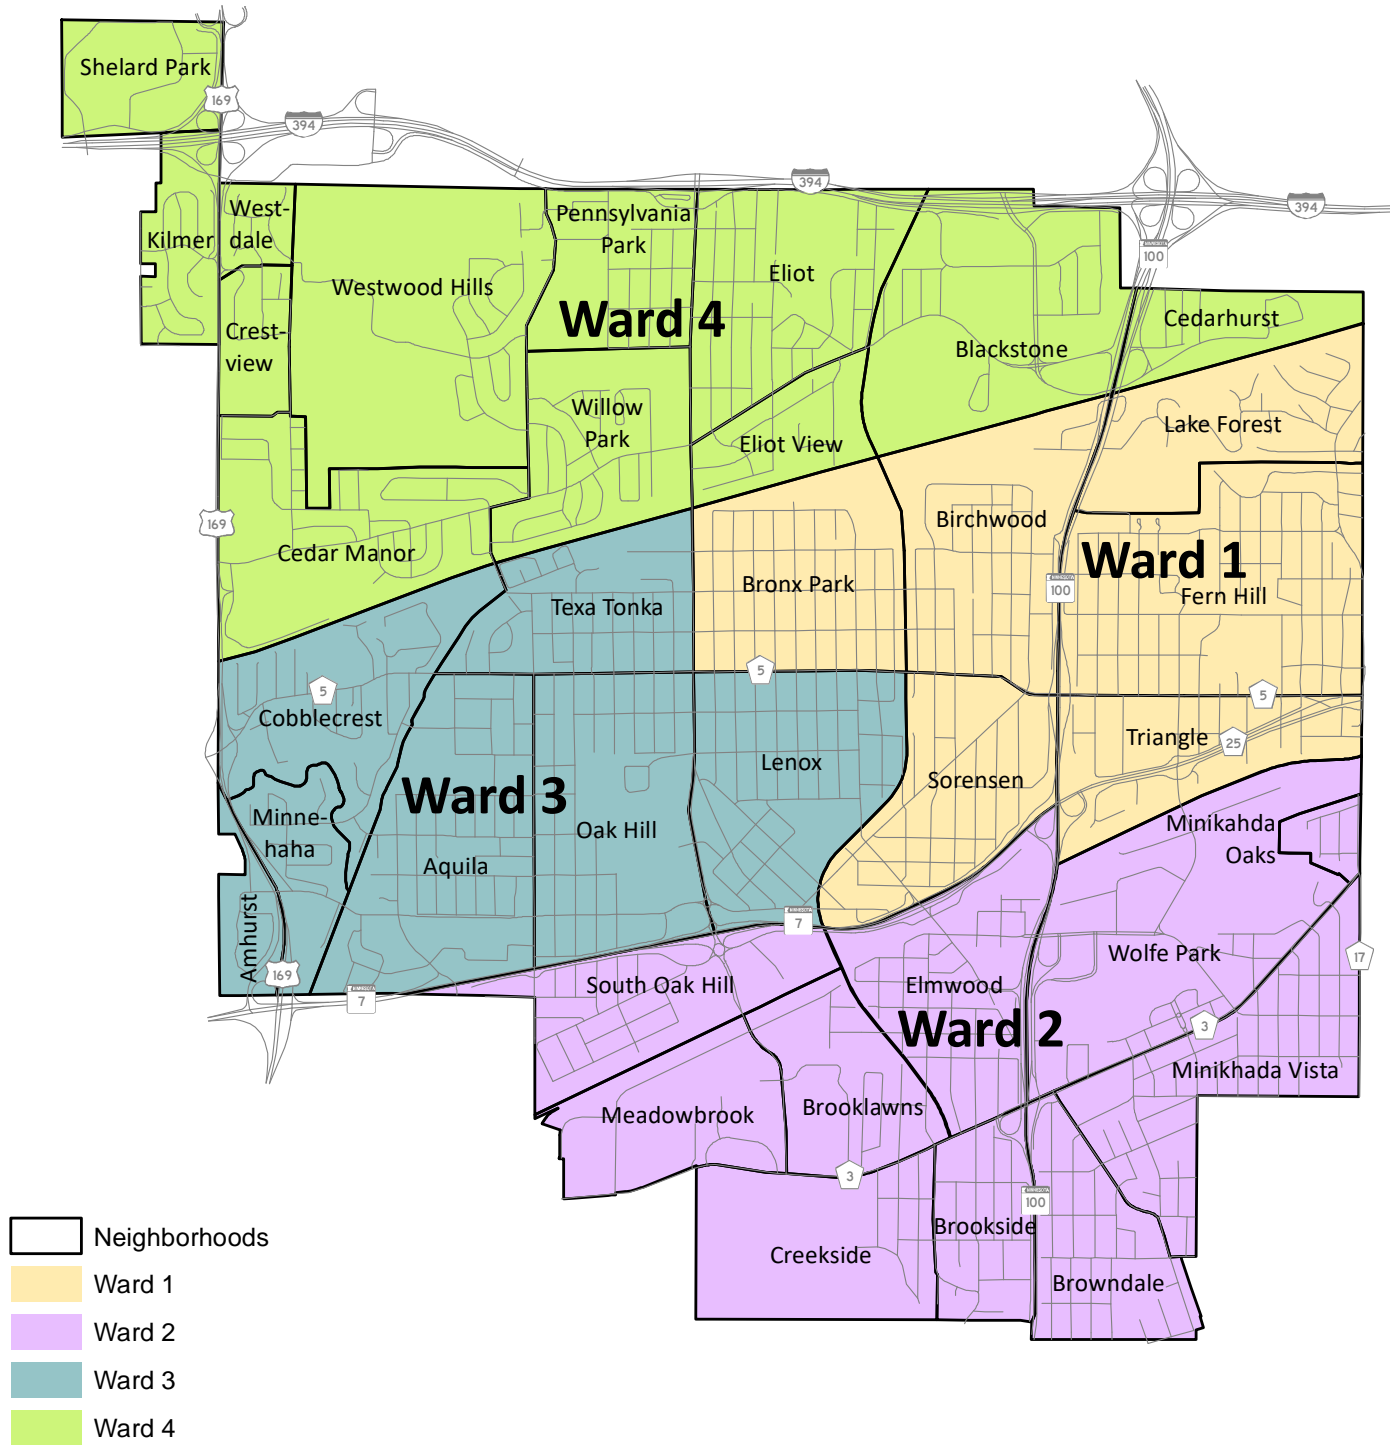 Shelard Park
169
394
394
394
West-
dale
Pennsylvania
Park
Kilmer
100
Eliot
Westwood Hills
Ward 4
Cedarhurst
Crest-
view
Blackstone
Willow
Park
Lake Forest
Eliot View
169
Birchwood
Cedar Manor
Ward 1
Bronx Park
100
Fern Hill
Texa Tonka
5
5
5
Cobblecrest
Triangle
25
Lenox
Sorensen
Ward 3
Minne-
haha
Minikahda
Oaks
Oak Hill
Aquila
7
Amhurst
Wolfe Park
17
169
South Oak Hill
Elmwood
7
Ward 2
3
Minikhada Vista
Meadowbrook
Brooklawns
3
100
Brookside
Creekside
Browndale
Neighborhoods
Ward 1
Ward 2
Ward 3
Ward 4